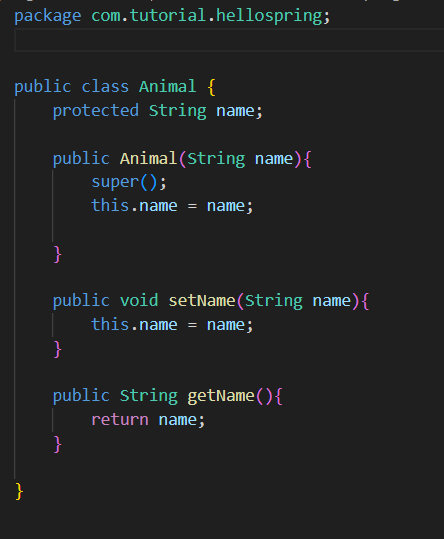 package com.tutorial.hellospring;
public class Animal {
protected String name;
public Animal(String name){
super();
this.name = name;
}
public void setName(String name){
this.name = name;
}
public String getName(){
return name;
}
}